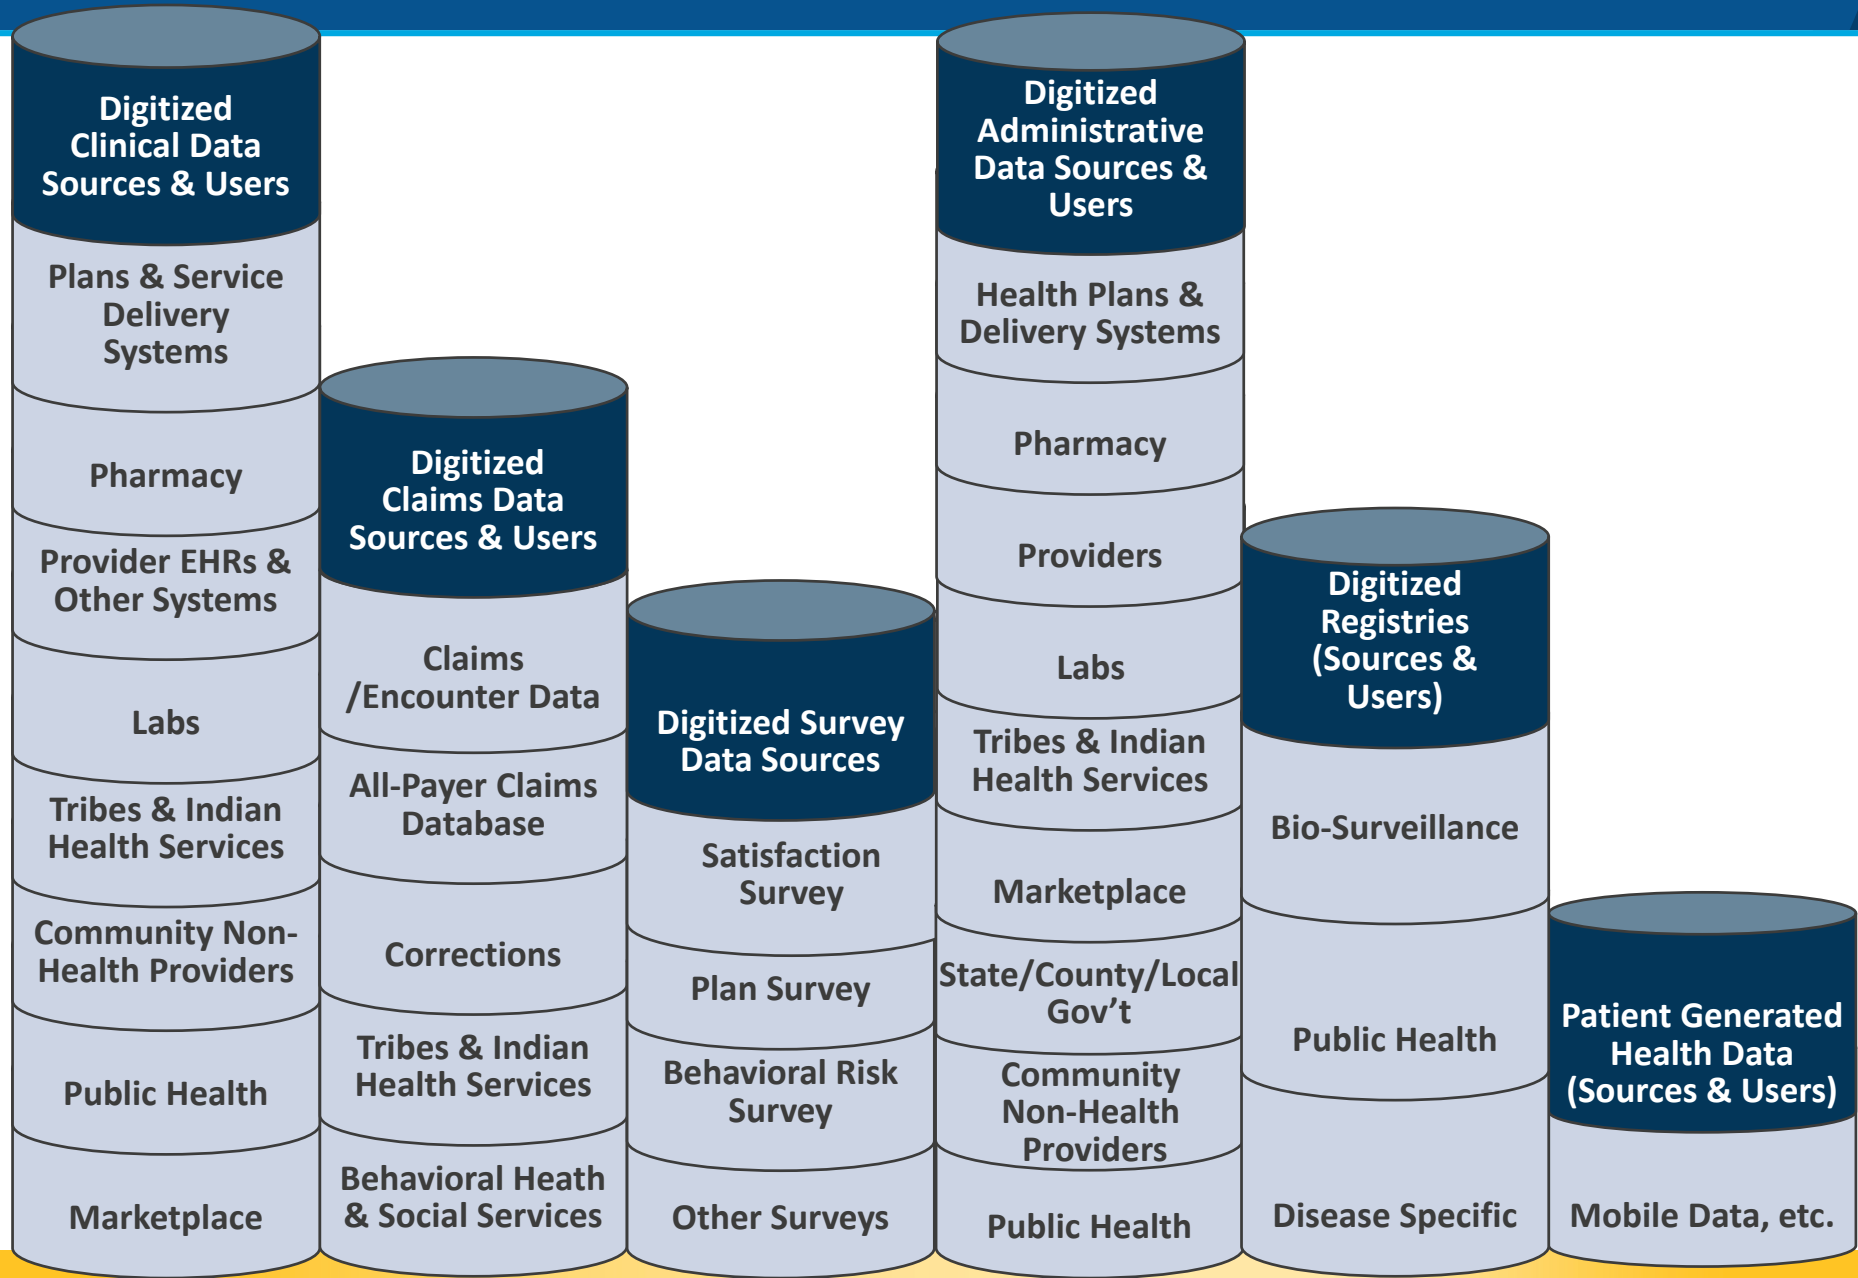 Digitized
Clinical Data
Sources & Users
Plans & Service
Delivery
Systems
Pharmacy
Provider EHRs &
Other Systems
Labs
Tribes & Indian
Health Services
Community Non-
Health Providers
Public Health
Marketplace
Digitized
Claims Data
Sources & Users
Claims
/Encounter Data
All-Payer Claims
Database
Corrections
Tribes & Indian
Health Services
Behavioral Heath
& Social Services
Digitized Survey
Data Sources
Satisfaction
Survey
Plan Survey
Behavioral Risk
Survey
Other Surveys
Digitized
Administrative
Data Sources &
Users
Health Plans &
Delivery Systems
Pharmacy
Providers
Labs
Tribes & Indian
Health Services
Marketplace
State/County/Local
Gov’t
Community
Non-Health
Providers
Public Health
Digitized
Registries
(Sources &
Users)
Bio-Surveillance
Public Health
Disease Specific
Patient Generated
Health Data
(Sources & Users)
Mobile Data, etc.